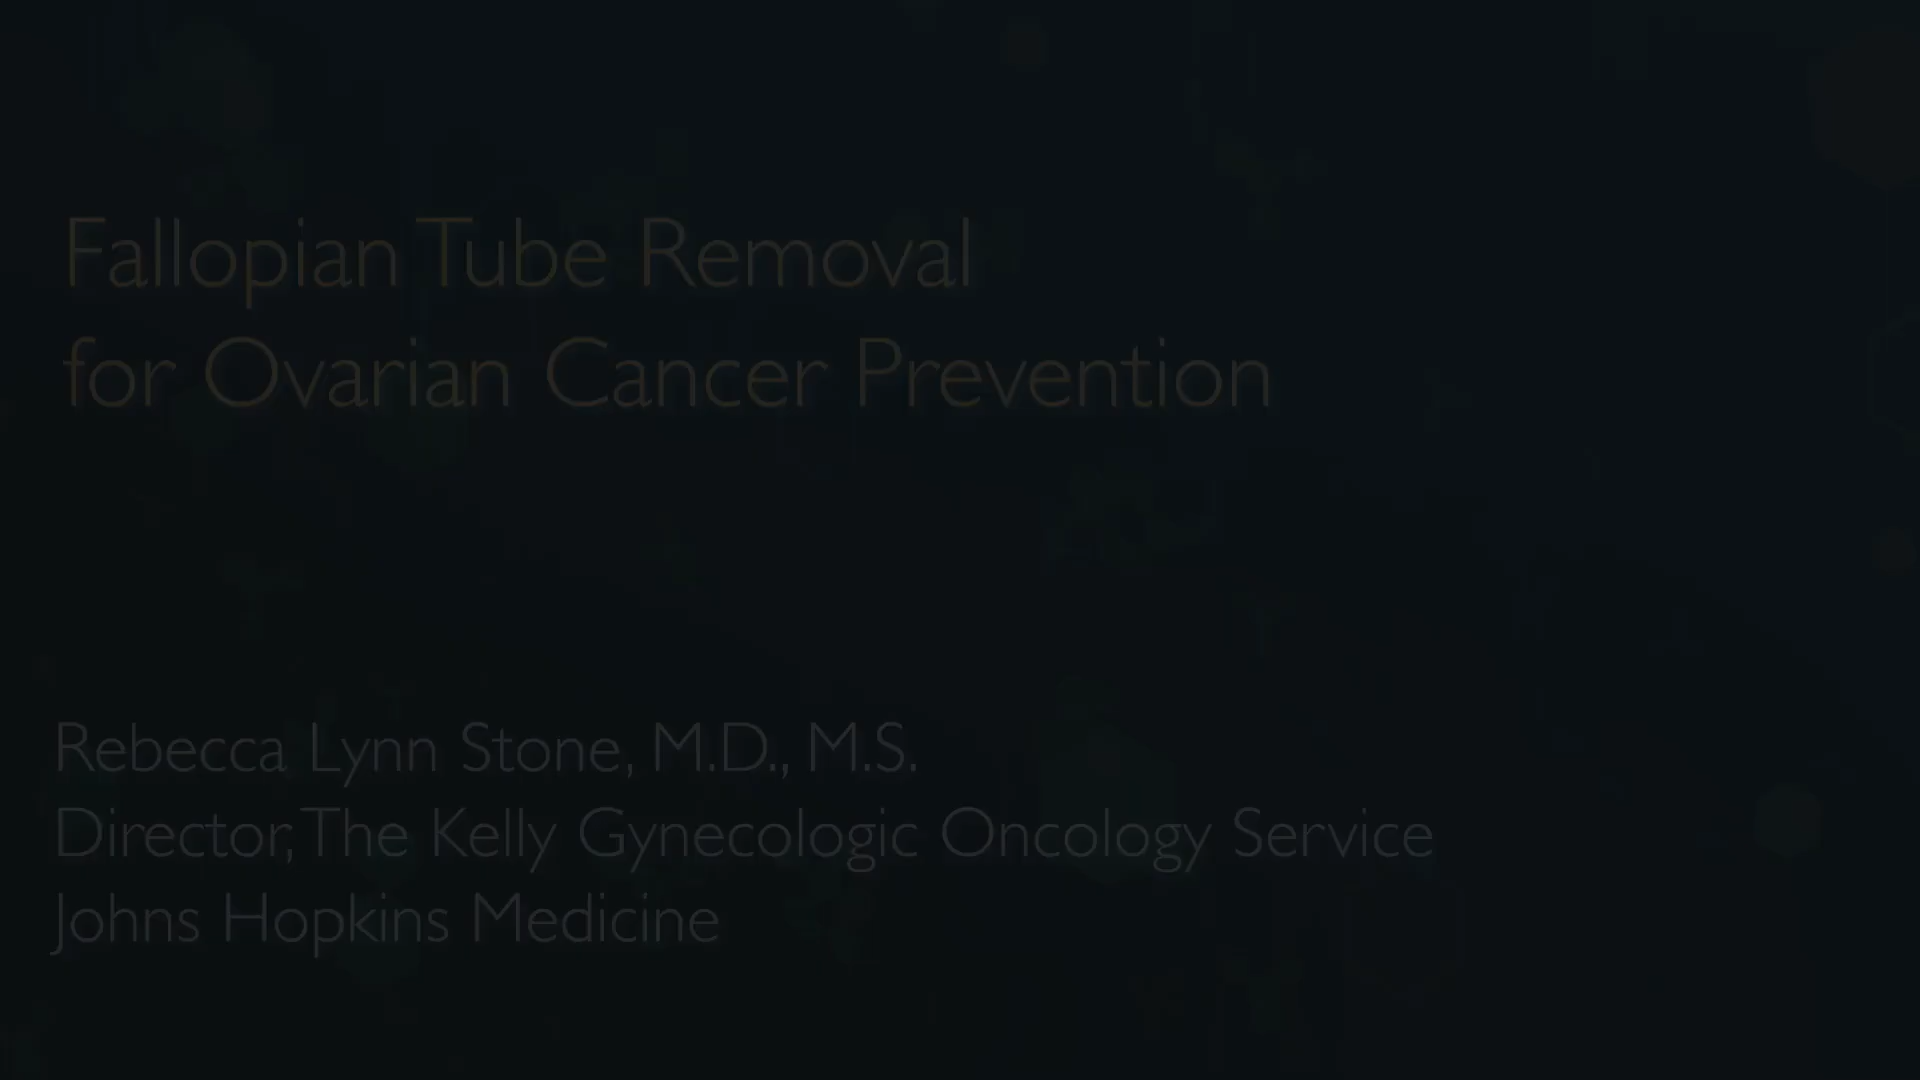 Fallopian Tube Removal
for Ovarian Cancer Prevention
Rebecca Lynn Stone, M.D., M.S.
Director, The Kelly Gynecologic Oncology Service
Johns Hopkins Medicine